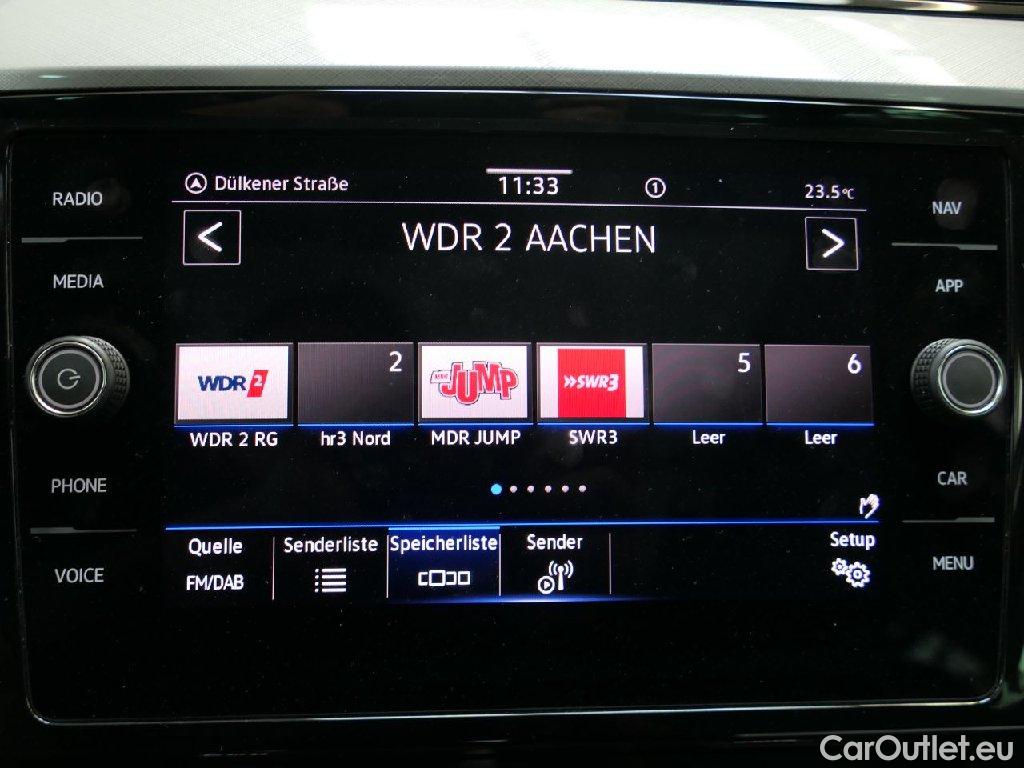 RADIO
MEDIA
PHONE
VOICE
Dülkener Straße 11:33 1 23.5°C
< WDR 2 AACHEN >
WDR 2
2
JUMP
»SWR3
5
6
WDR 2 RG
hr3 Nord
MDR JUMP
SWR3
Leer
Leer
Quelle
FM/DAB
Senderliste
Speicherliste
Sender
Setup
NAV
APP
CAR
MENU
CarOutlet.eu